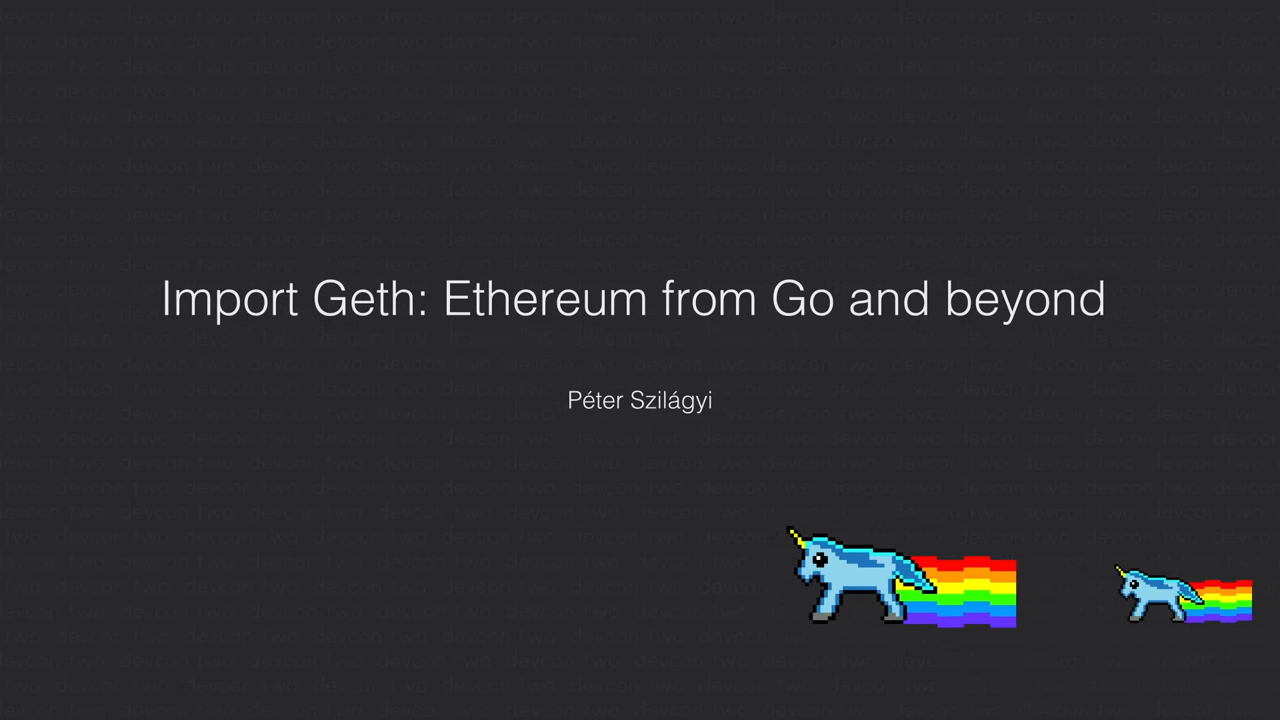 Import Geth: Ethereum from Go and beyond
Péter Szilágyi